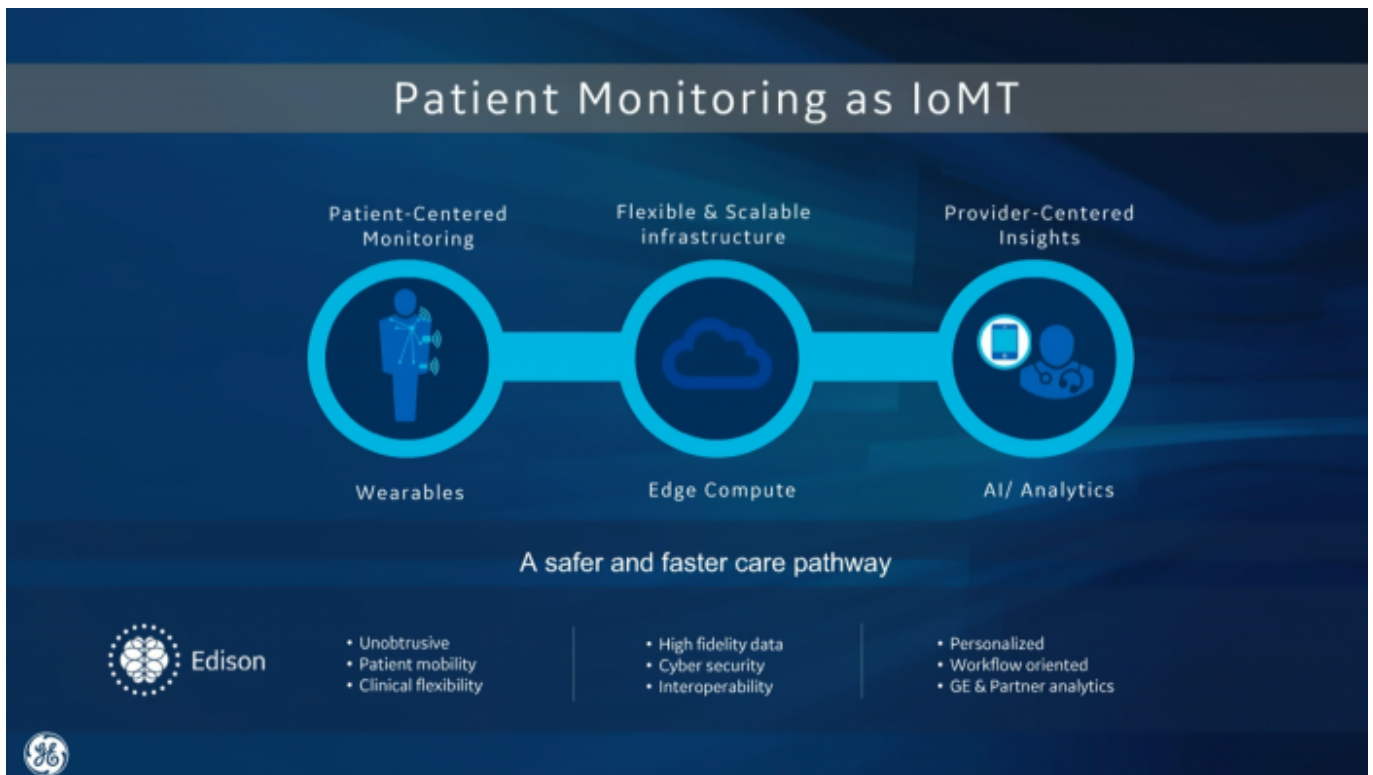 Patient Monitoring as IoMT
Patient-Centered
Monitoring
Flexible & Scalable
infrastructure
Provider-Centered
Insights
Wearables
Edge Compute
AI/ Analytics
A safer and faster care pathway
Edison
• Unobtrusive
• Patient mobility
• Clinical flexibility
• High fidelity data
• Cyber security
• Interoperability
• Personalized
• Workflow oriented
• GE & Partner analytics
GE